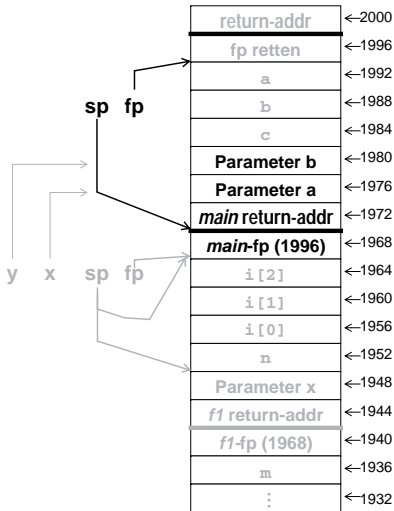 return-addr ←2000
fp retten ←1996
a ←1992
b ←1988
c ←1984
Parameter b ←1980
Parameter a ←1976
main return-addr ←1972
main-fp (1996) ←1968
i[2] ←1964
i[1] ←1960
i[0] ←1956
n ←1952
Parameter x ←1948
f1 return-addr ←1944
f1-fp (1968) ←1940
m ←1936
⋮ ←1932
sp fp
y x sp fp